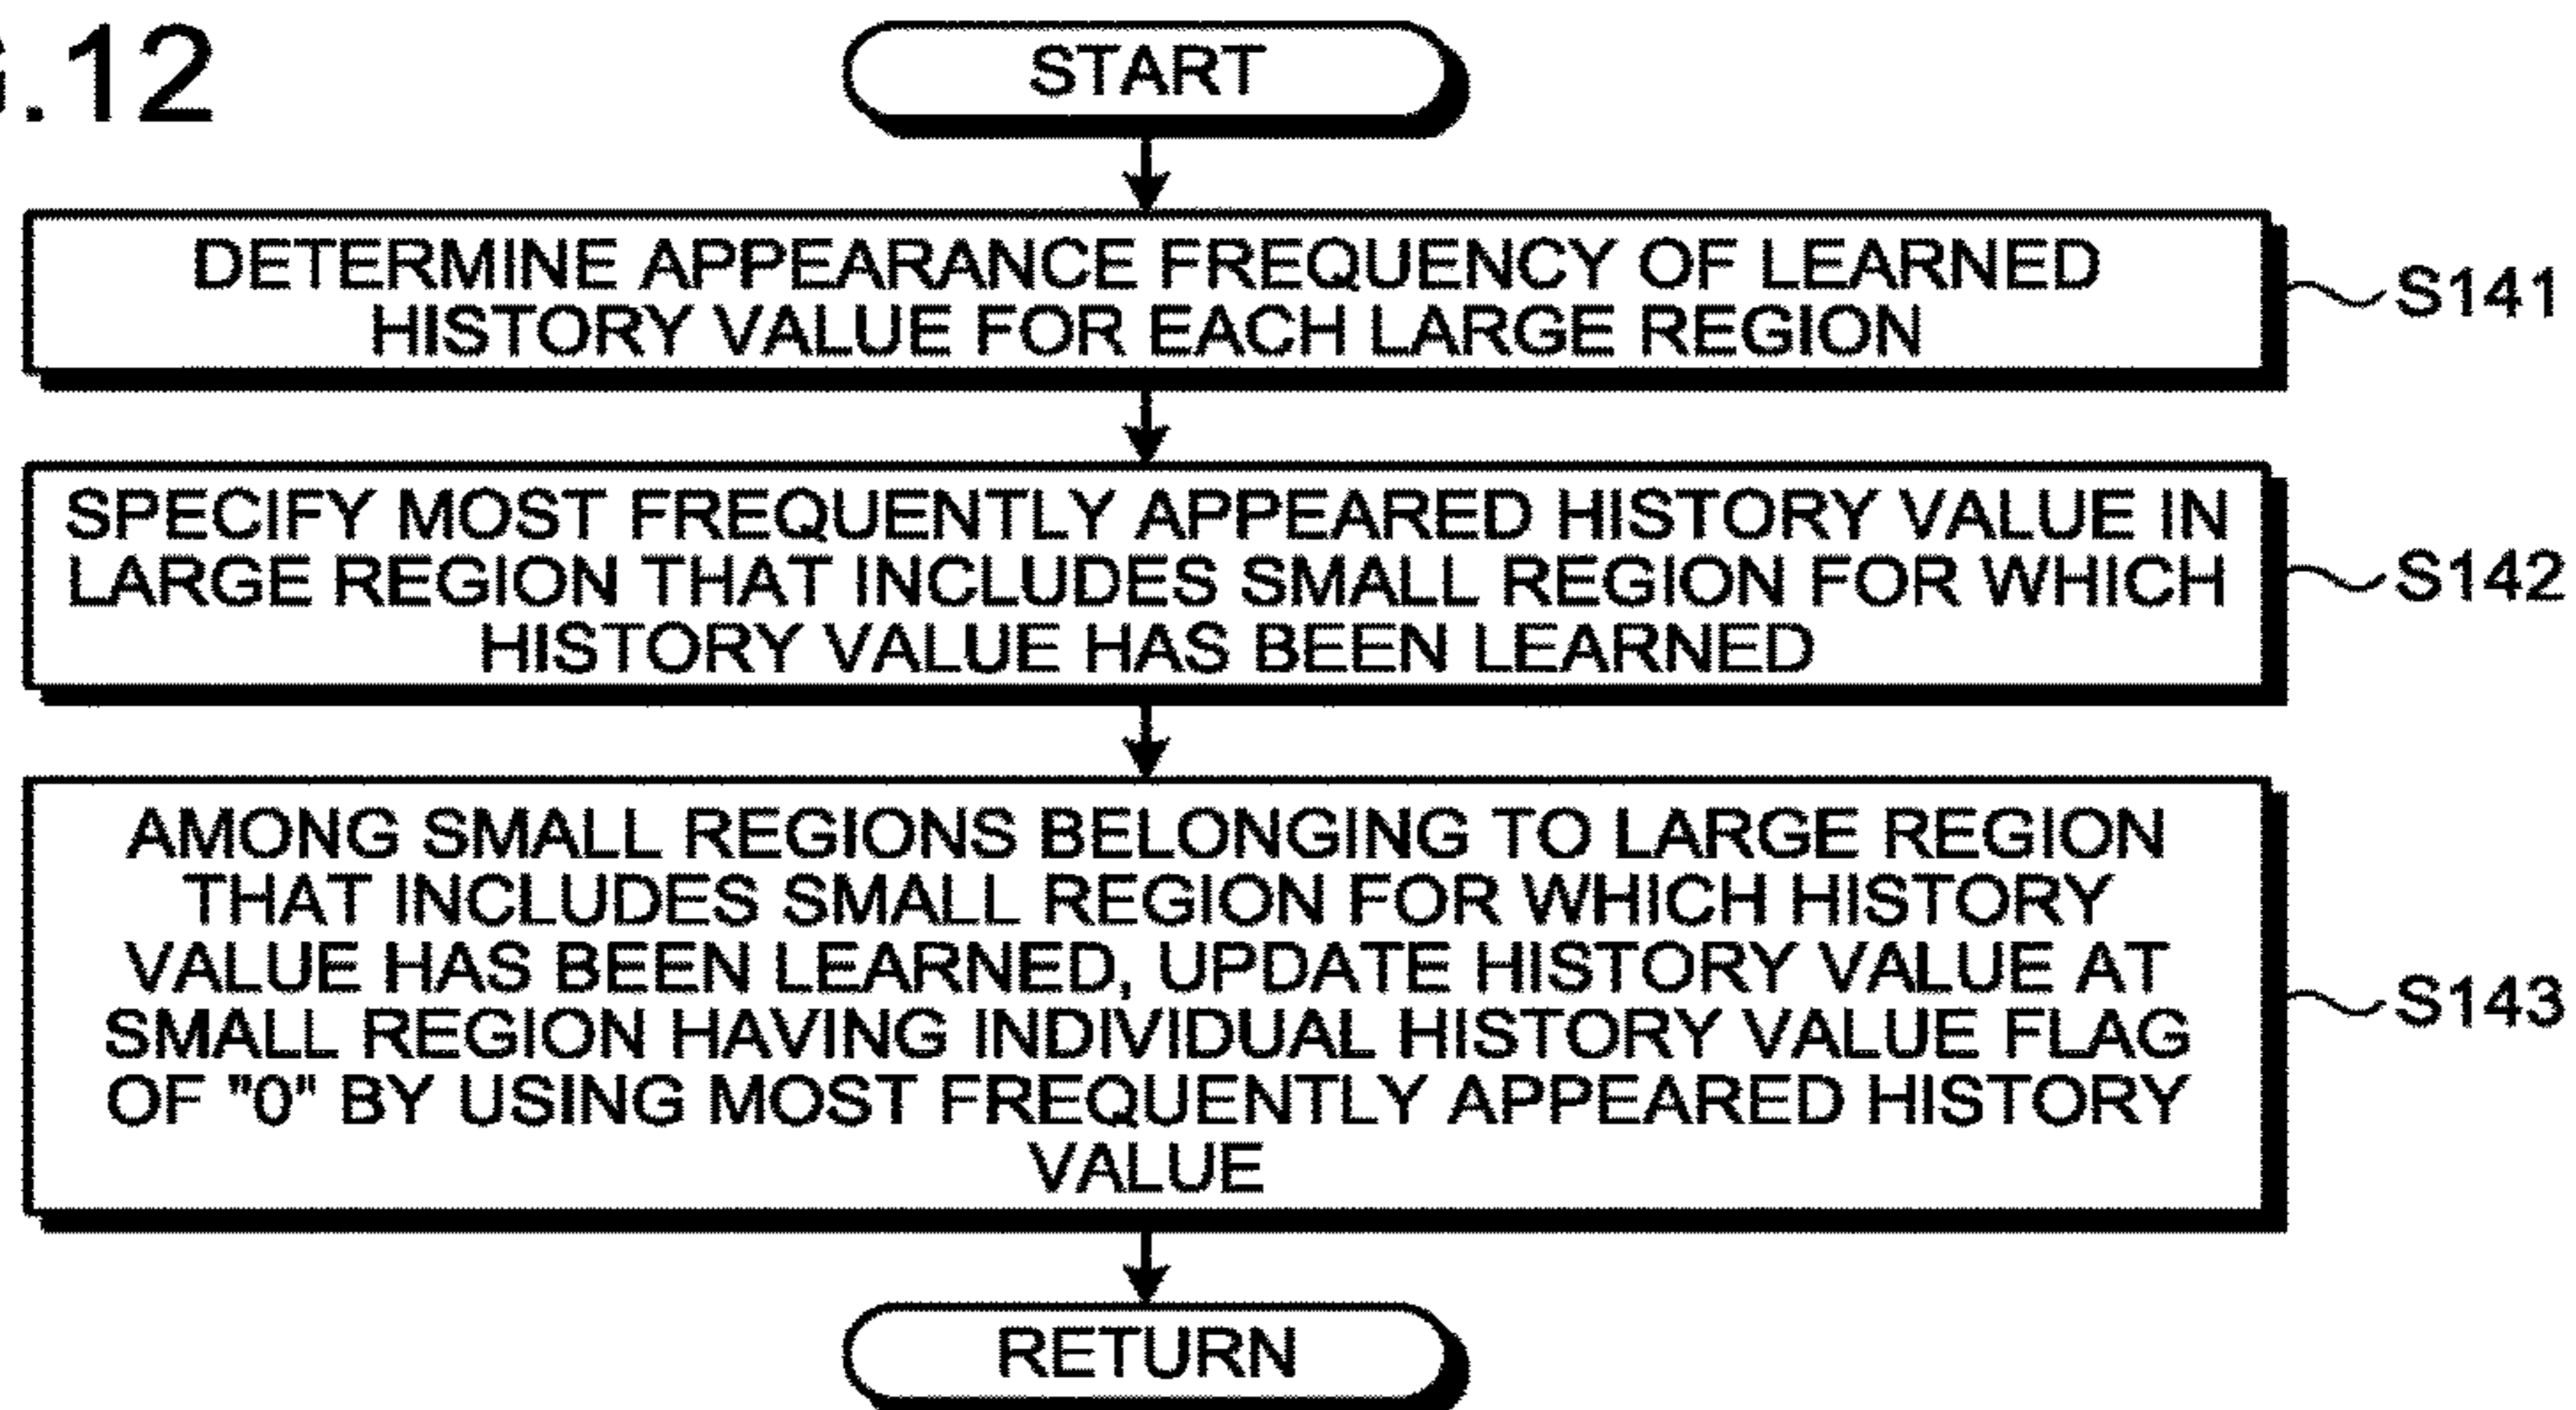 .12
START
DETERMINE APPEARANCE FREQUENCY OF LEARNED
HISTORY VALUE FOR EACH LARGE REGION
S141
SPECIFY MOST FREQUENTLY APPEARED HISTORY VALUE IN
LARGE REGION THAT INCLUDES SMALL REGION FOR WHICH
HISTORY VALUE HAS BEEN LEARNED
S142
AMONG SMALL REGIONS BELONGING TO LARGE REGION
THAT INCLUDES SMALL REGION FOR WHICH HISTORY
VALUE HAS BEEN LEARNED, UPDATE HISTORY VALUE AT
SMALL REGION HAVING INDIVIDUAL HISTORY VALUE FLAG
OF "0" BY USING MOST FREQUENTLY APPEARED HISTORY
VALUE
S143
RETURN